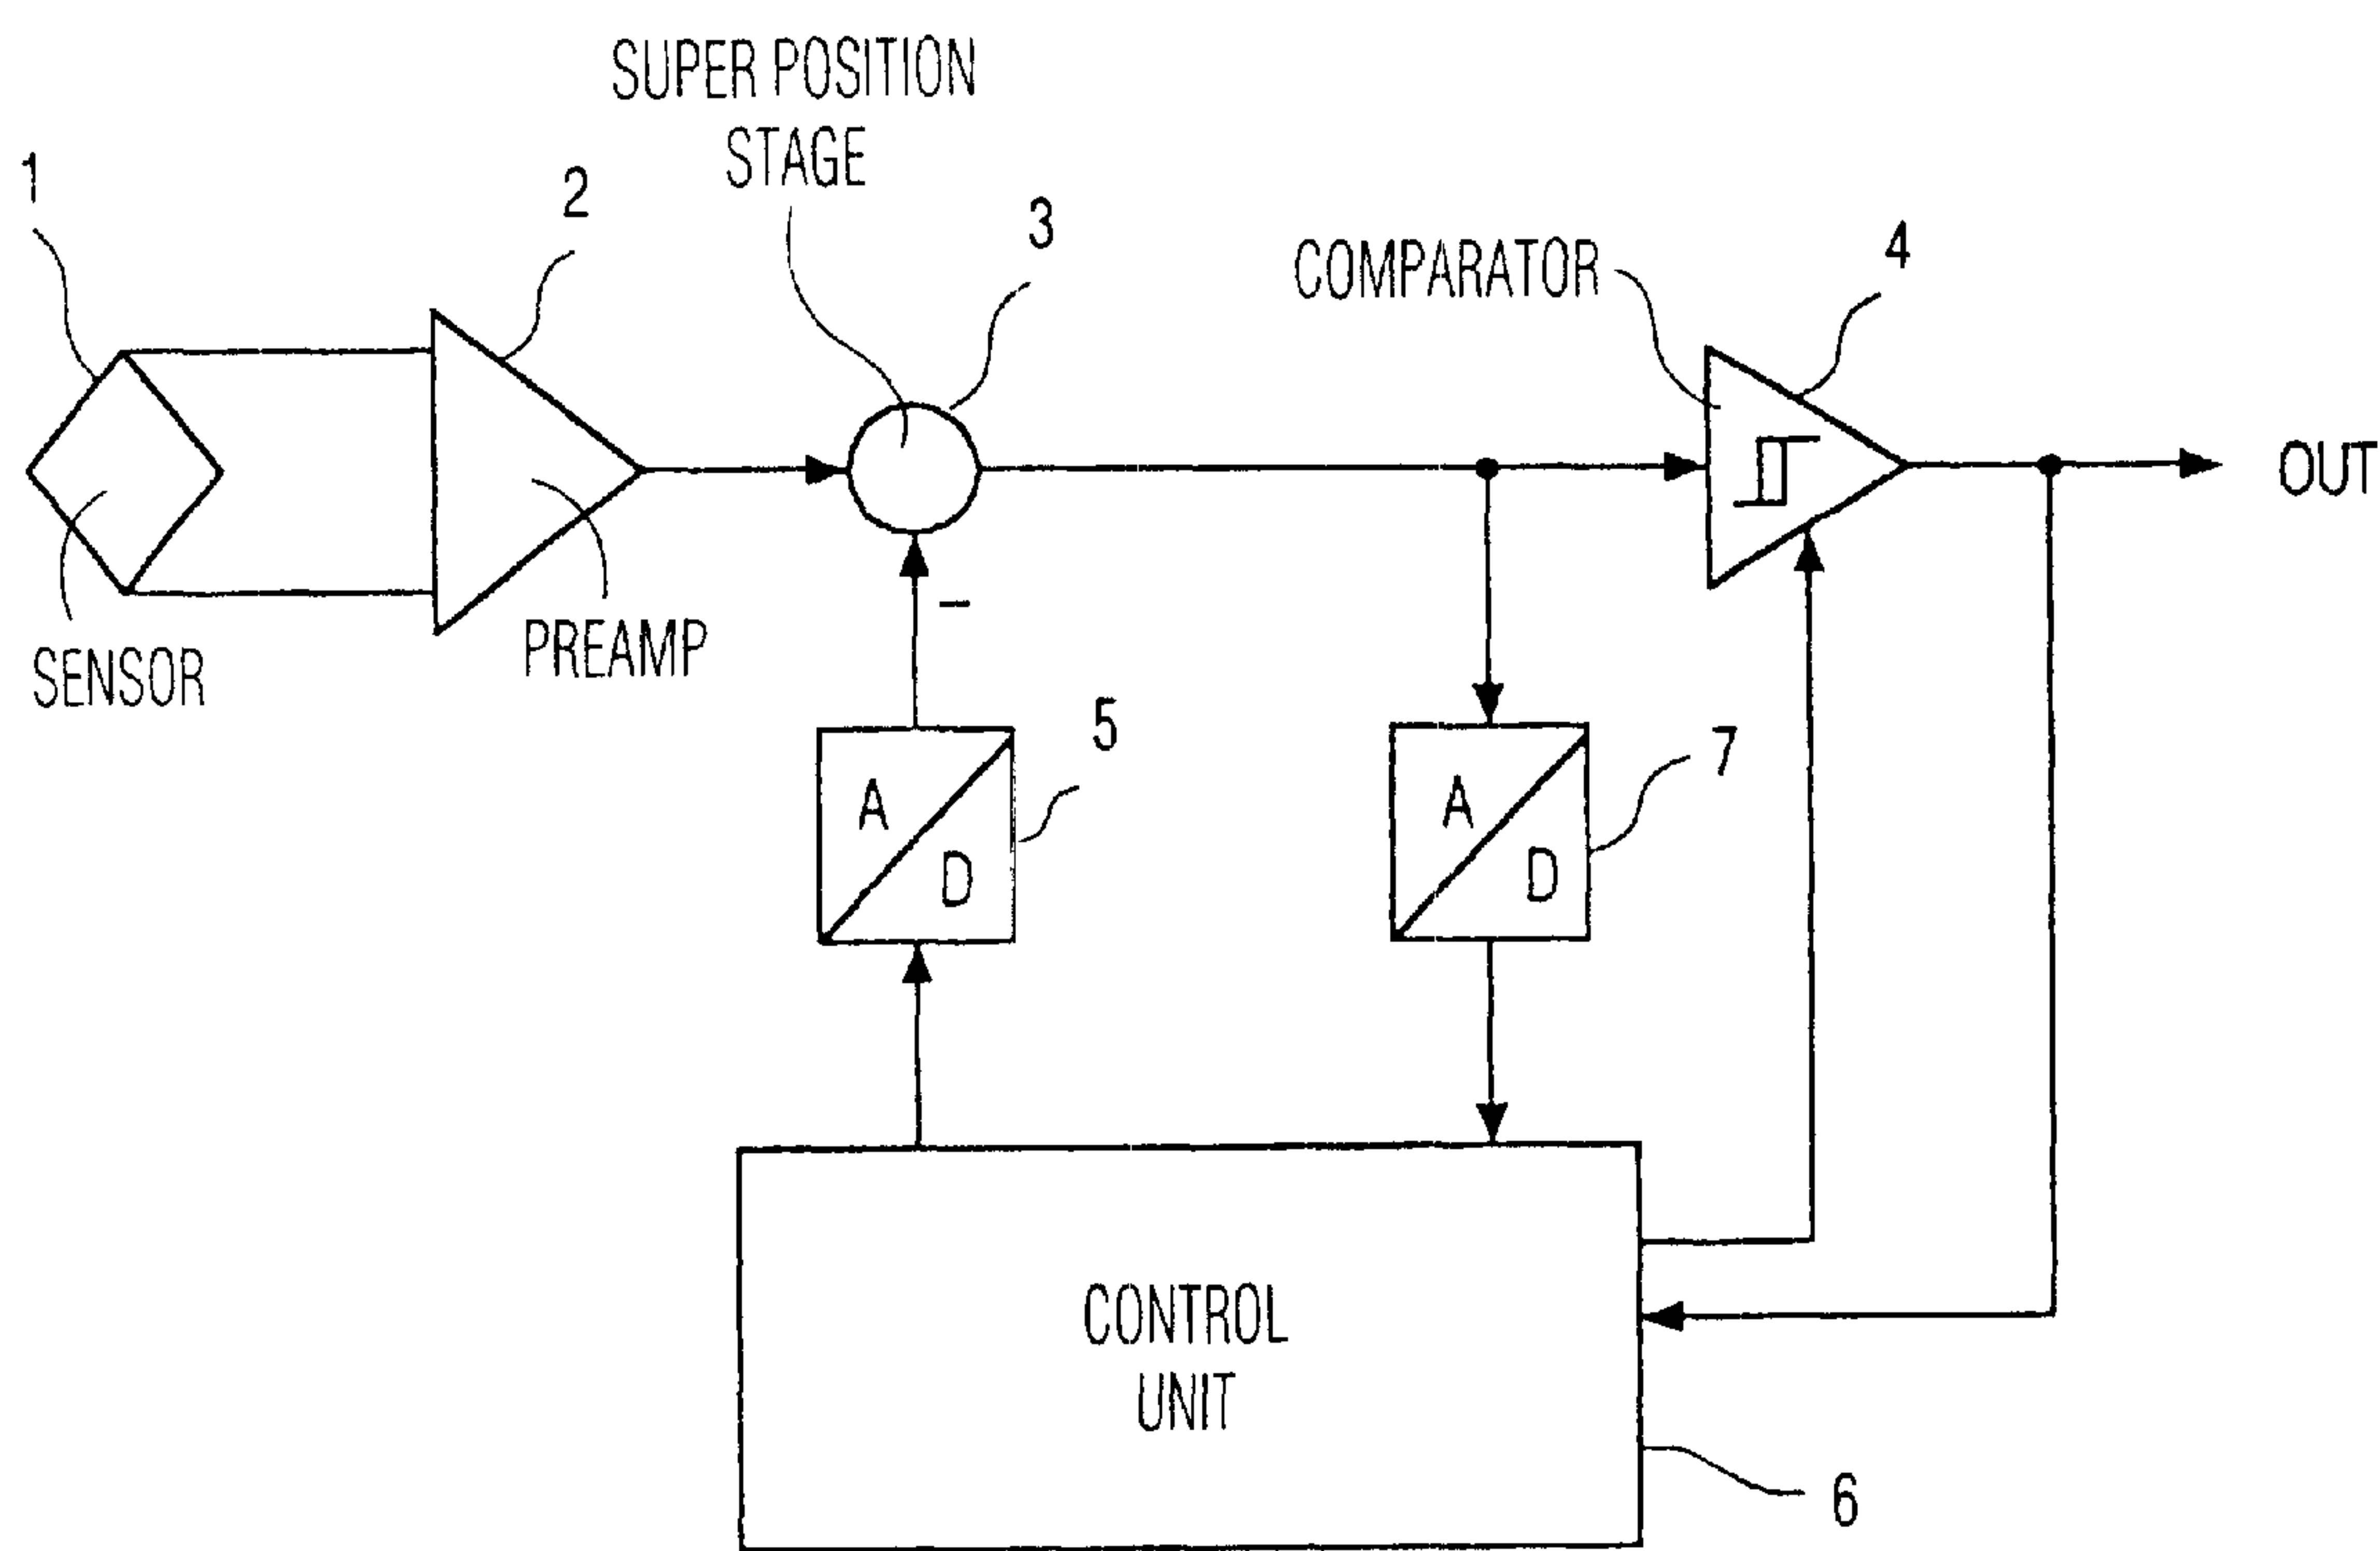 SUPER POSITION
STAGE
1
2
3
COMPARATOR
4
OUT
SENSOR
PREAMP
–
5
7
A
D
A
D
CONTROL
UNIT
6